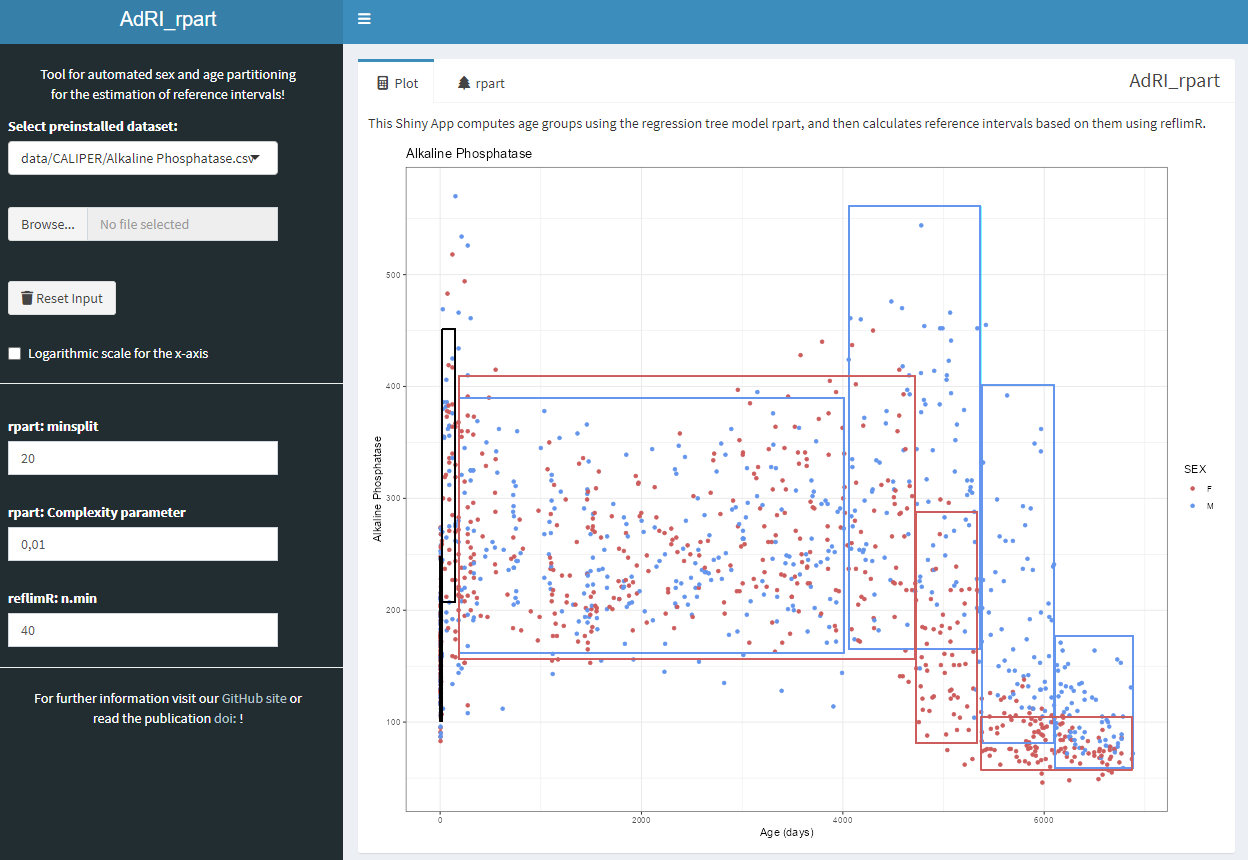 AdRI_rpart
Tool for automated sex and age partitioning
for the estimation of reference intervals!
Select preinstalled dataset:
data/CALIPER/Alkaline Phosphatase.csv
Browse...
No file selected
Reset Input
Logarithmic scale for the x-axis
rpart: minsplit
20
rpart: Complexity parameter
0,01
reflimR: n.min
40
For further information visit our GitHub site or
read the publication doi: !
Plot
rpart
AdRI_rpart
This Shiny App computes age groups using the regression tree model rpart, and then calculates reference intervals based on them using reflimR.
Alkaline Phosphatase
Alkaline Phosphatase
500
400
300
200
100
0
2000
4000
6000
Age (days)
SEX
F
M